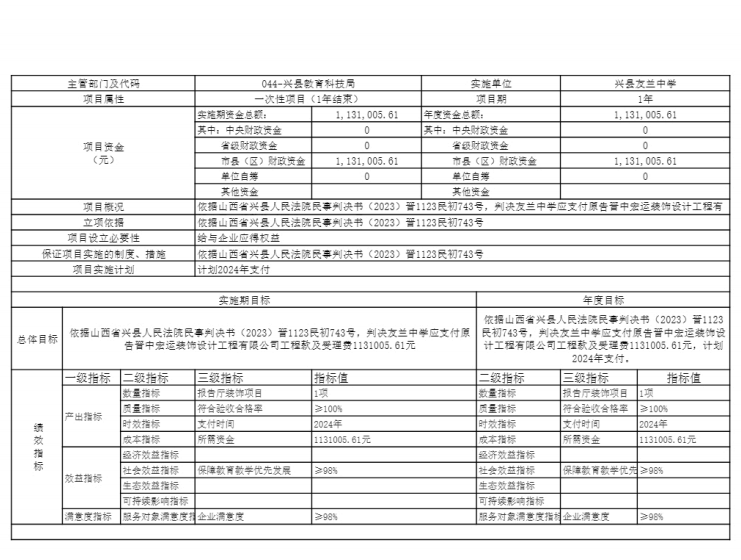 主管部门及代码 044-兴县教育科技局 实施单位 兴县友兰中学
项目属性 一次性项目（1年结束） 项目期 1年
项目资金（元） 实施期资金总额: 1,131,005.61 年度资金总额: 1,131,005.61
其中: 中央财政资金 0 其中: 中央财政资金 0
省级财政资金 0 省级财政资金 0
市县（区）财政资金 1,131,005.61 市县（区）财政资金 1,131,005.61
单位自筹 0 单位自筹 0
其他资金 其他资金
项目概况 依据山西省兴县人民法院民事判决书（2023）晋1123民初743号，判决友兰中学应支付原告晋中宏运装饰设计工程有
立项依据 依据山西省兴县人民法院民事判决书（2023）晋1123民初743号
项目设立必要性 给与企业应得权益
保证项目实施的制度、措施 依据山西省兴县人民法院民事判决书（2023）晋1123民初743号
项目实施计划 计划2024年支付
实施期目标 年度目标
总体目标
依据山西省兴县人民法院民事判决书（2023）晋1123民初743号，判决友兰中学应支付原
告晋中宏运装饰设计工程有限公司工程款及受理费1131005.61元
依据山西省兴县人民法院民事判决书（2023）晋1123
民初743号，判决友兰中学应支付原告晋中宏运装饰设
计工程有限公司工程款及受理费1131005.61元，计划
2024年支付。
绩效指标
一级指标 二级指标 三级指标 指标值 二级指标 三级指标 指标值
产出指标 数量指标 报告厅装饰项目 1项 数量指标 报告厅装饰项目 1项
质量指标 符合验收合格率 ≥100% 质量指标 符合验收合格率 ≥100%
时效指标 支付时间 2024年 时效指标 支付时间 2024年
成本指标 所需资金 1131005.61元 成本指标 所需资金 1131005.61元
效益指标 经济效益指标 经济效益指标
社会效益指标 保障教育教学优先发展 ≥98% 社会效益指标 保障教育教学优先 ≥98%
生态效益指标 生态效益指标
可持续影响指标 可持续影响指标
满意度指标 服务对象满意度指 企业满意度 ≥98% 服务对象满意度指标 企业满意度 ≥98%